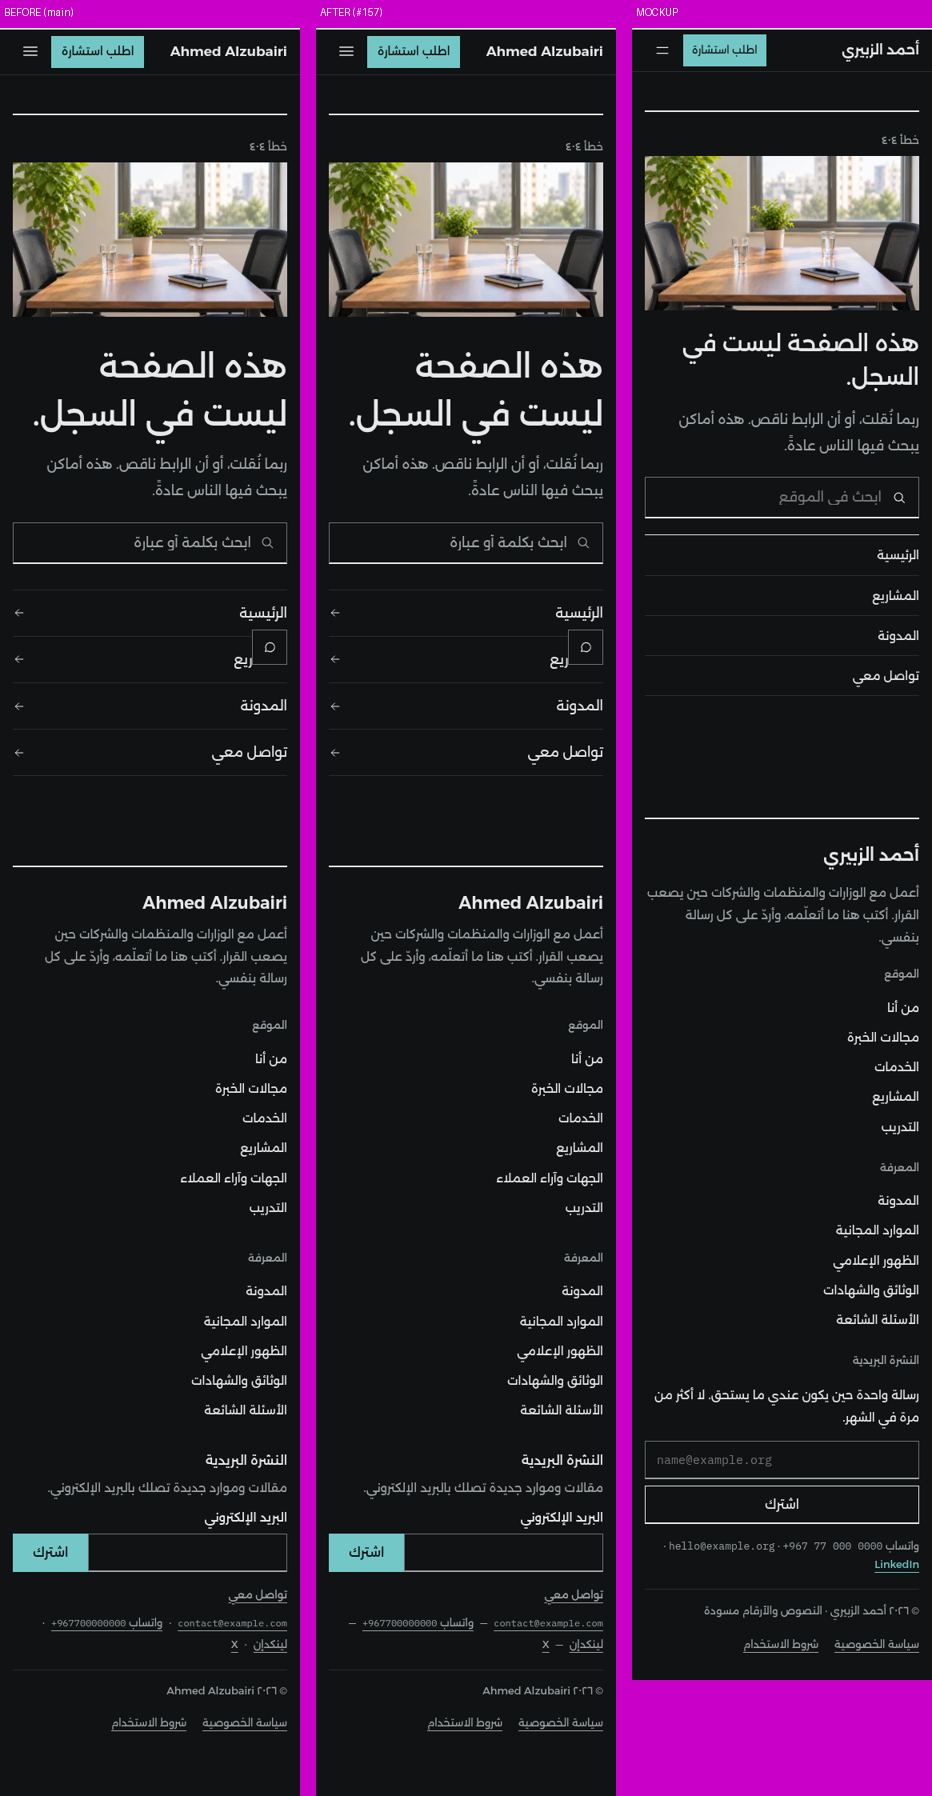 BEFORE (main)
Ahmed Alzubairi
اطلب استشارة
خطأ ٤٠٤
هذه الصفحة
ليست في السجل.
ربما نُقلت، أو أن الرابط ناقص. هذه أماكن
يبحث فيها الناس عادةً.
ابحث بكلمة أو عبارة
الرئيسية
ريع
المدونة
تواصل معي
Ahmed Alzubairi
أعمل مع الوزارات والمنظمات والشركات حين
يصعب القرار. أكتب هنا ما أتعلّمه، وأردّ على كل
رسالة بنفسي.
الموقع
من أنا
مجالات الخبرة
الخدمات
المشاريع
الجهات وآراء العملاء
التدريب
المعرفة
المدونة
الموارد المجانية
الظهور الإعلامي
الوثائق والشهادات
الأسئلة الشائعة
النشرة البريدية
مقالات وموارد جديدة تصلك بالبريد الإلكتروني.
البريد الإلكتروني
اشترك
تواصل معي
contact@example.com · واتساب +967700000000 ·
لينكدإن · X
© ٢٠٢٦ Ahmed Alzubairi
سياسة الخصوصية شروط الاستخدام
AFTER (#157)
Ahmed Alzubairi
اطلب استشارة
خطأ ٤٠٤
هذه الصفحة
ليست في السجل.
ربما نُقلت، أو أن الرابط ناقص. هذه أماكن
يبحث فيها الناس عادةً.
ابحث بكلمة أو عبارة
الرئيسية
ريع
المدونة
تواصل معي
Ahmed Alzubairi
أعمل مع الوزارات والمنظمات والشركات حين
يصعب القرار. أكتب هنا ما أتعلّمه، وأردّ على كل
رسالة بنفسي.
الموقع
من أنا
مجالات الخبرة
الخدمات
المشاريع
الجهات وآراء العملاء
التدريب
المعرفة
المدونة
الموارد المجانية
الظهور الإعلامي
الوثائق والشهادات
الأسئلة الشائعة
النشرة البريدية
مقالات وموارد جديدة تصلك بالبريد الإلكتروني.
البريد الإلكتروني
اشترك
تواصل معي
contact@example.com — واتساب +967700000000 —
لينكدإن — X
© ٢٠٢٦ Ahmed Alzubairi
سياسة الخصوصية شروط الاستخدام
MOCKUP
أحمد الزبيري
اطلب استشارة
خطأ ٤٠٤
هذه الصفحة ليست في
السجل.
ربما نُقلت، أو أن الرابط ناقص. هذه أماكن
يبحث فيها الناس عادةً.
ابحث في الموقع
الرئيسية
المشاريع
المدونة
تواصل معي
أحمد الزبيري
أعمل مع الوزارات والمنظمات والشركات حين يصعب
القرار. أكتب هنا ما أتعلّمه، وأردّ على كل رسالة
بنفسي.
الموقع
من أنا
مجالات الخبرة
الخدمات
المشاريع
التدريب
المعرفة
المدونة
الموارد المجانية
الظهور الإعلامي
الوثائق والشهادات
الأسئلة الشائعة
النشرة البريدية
رسالة واحدة حين يكون عندي ما يستحق. لا أكثر من
مرة في الشهر.
name@example.org
اشترك
واتساب +967 77 000 0000 · hello@example.org ·
LinkedIn
© ٢٠٢٦ أحمد الزبيري · النصوص والأرقام مسودة
سياسة الخصوصية شروط الاستخدام